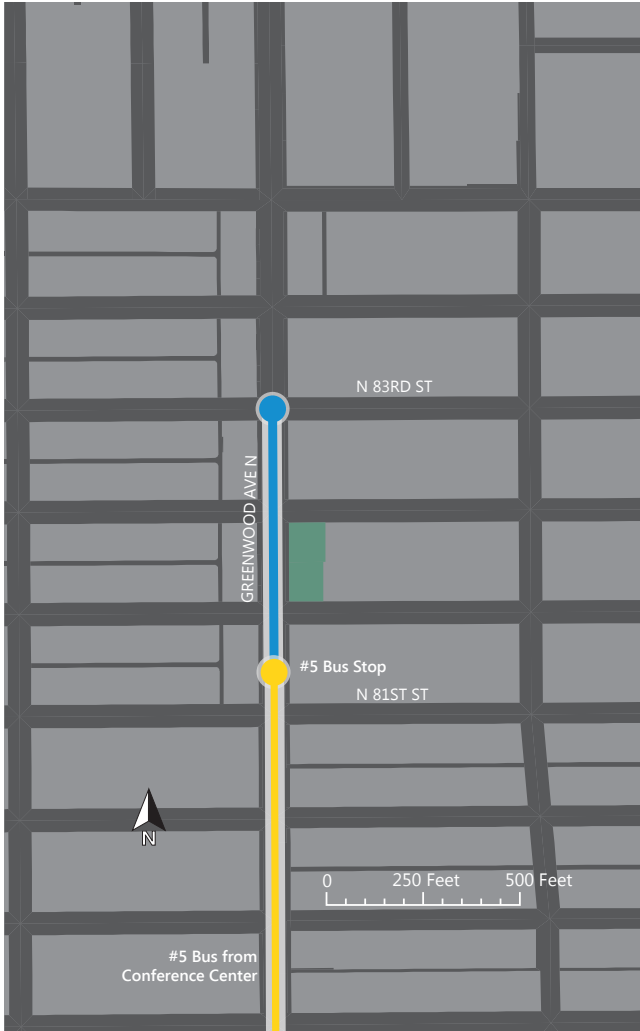 N 83RD ST
GREENWOOD AVE N
#5 Bus Stop
N 81ST ST
N
0 250 Feet 500 Feet
#5 Bus from
Conference Center